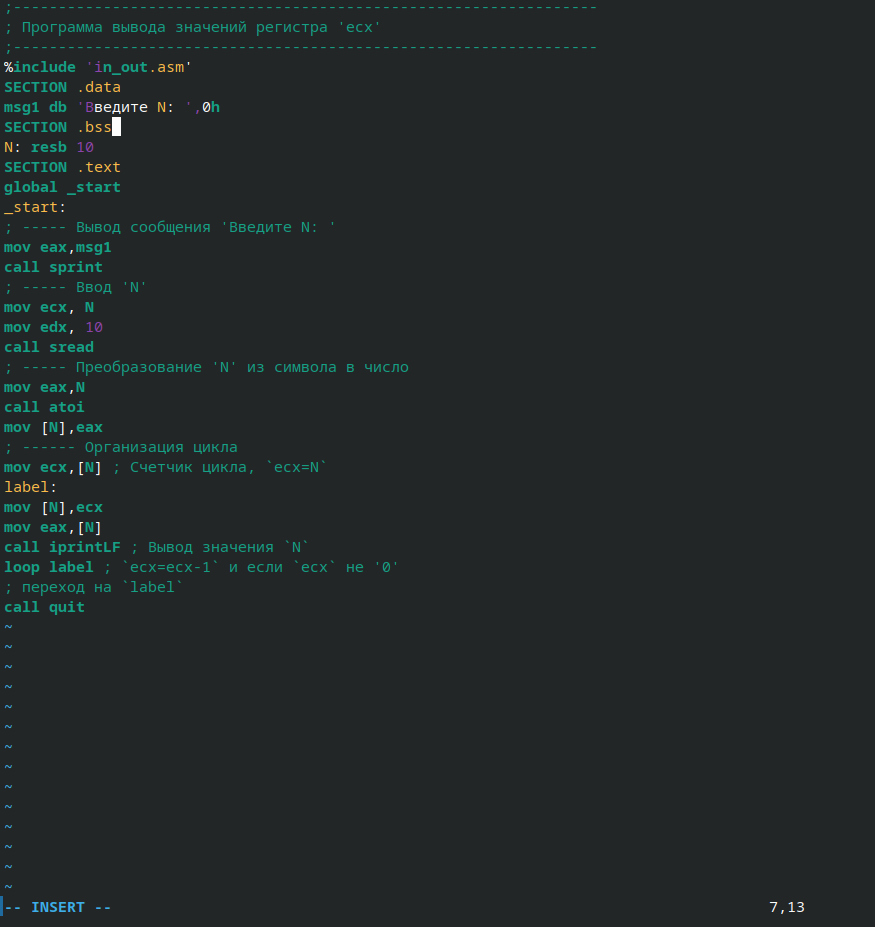 ;-----------------------------------------------------------------
; Программа вывода значений регистра 'ecx'
;-----------------------------------------------------------------
%include 'in_out.asm'
SECTION .data
msg1 db 'Введите N: ',0h
SECTION .bss
N: resb 10
SECTION .text
global _start
_start:
; ----- Вывод сообщения 'Введите N: '
mov eax,msg1
call sprint
; ----- Ввод 'N'
mov ecx, N
mov edx, 10
call sread
; ----- Преобразование 'N' из символа в число
mov eax,N
call atoi
mov [N],eax
; ------ Организация цикла
mov ecx,[N] ; Счетчик цикла, `ecx=N`
label:
mov [N],ecx
mov eax,[N]
call iprintLF ; Вывод значения `N`
loop label ; `ecx=ecx-1` и если `ecx` не '0'
; переход на `label`
call quit
~
~
~
~
~
~
~
~
~
~
~
~
~
~
-- INSERT -- 7,13